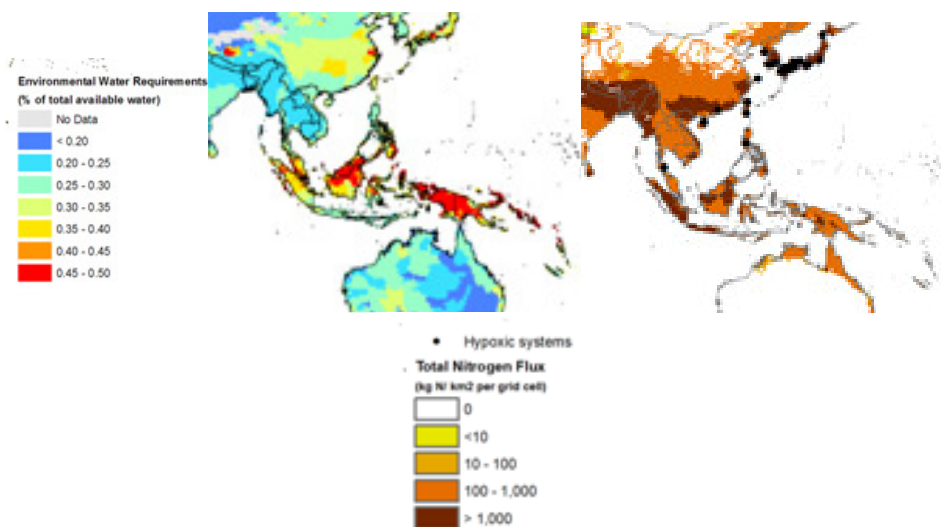 Environmental Water Requirements
(% of total available water)
No Data
< 0.20
0.20 - 0.25
0.25 - 0.30
0.30 - 0.35
0.35 - 0.40
0.40 - 0.45
0.45 - 0.50
Hypoxic systems
Total Nitrogen Flux
(kg N/ km2 per grid cell)
0
<10
10 - 100
100 - 1,000
> 1,000